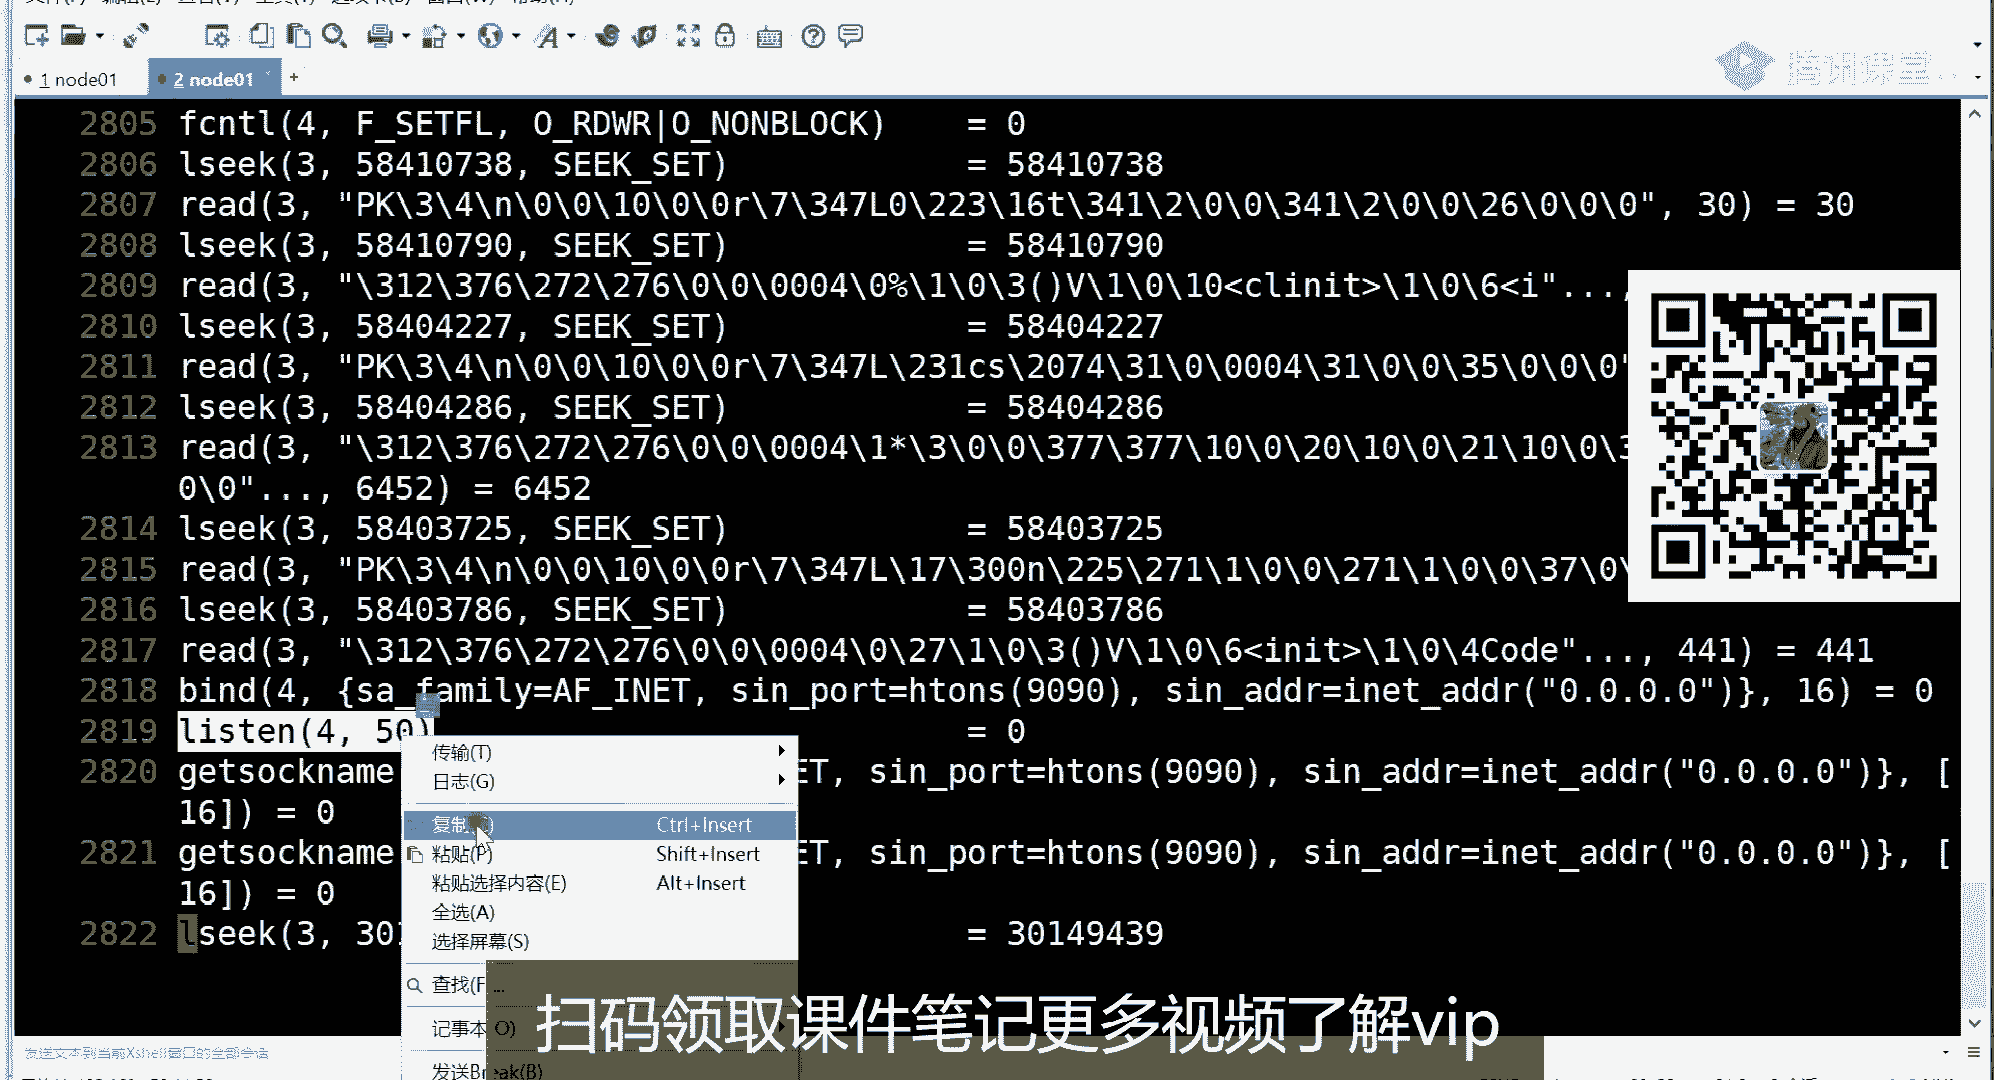 文件(F) 编辑(E) 查看(V) 工具(T) 选项卡(B) 窗口(W) 帮助(H)
腾讯课堂
1 node01
2 node01
+
2805 fcntl(4, F_SETFL, O_RDWR|O_NONBLOCK) = 0
2806 lseek(3, 58410738, SEEK_SET) = 58410738
2807 read(3, "PK\3\4\n\0\0\10\0\0r\7\347L0\223\16t\341\2\0\0\341\2\0\0\26\0\0\0", 30) = 30
2808 lseek(3, 58410790, SEEK_SET) = 58410790
2809 read(3, "\312\376\272\276\0\0\0004\0%\1\0\3()V\1\0\10<clinit>\1\0\6<i"...,
2810 lseek(3, 58404227, SEEK_SET) = 58404227
2811 read(3, "PK\3\4\n\0\0\10\0\0r\7\347L\231cs\2074\31\0\0004\31\0\0\35\0\0\0"
2812 lseek(3, 58404286, SEEK_SET) = 58404286
2813 read(3, "\312\376\272\276\0\0\0004\1*\3\0\0\377\377\10\0\20\10\0\21\10\0\3
0\0"..., 6452) = 6452
2814 lseek(3, 58403725, SEEK_SET) = 58403725
2815 read(3, "PK\3\4\n\0\0\10\0\0r\7\347L\17\300n\225\271\1\0\0\271\1\0\0\37\0\
2816 lseek(3, 58403786, SEEK_SET) = 58403786
2817 read(3, "\312\376\272\276\0\0\0004\0\27\1\0\3()V\1\0\6<init>\1\0\4Code"..., 441) = 441
2818 bind(4, {sa_family=AF_INET, sin_port=htons(9090), sin_addr=inet_addr("0.0.0.0")}, 16) = 0
2819 listen(4, 50) = 0
2820 getsockname ET, sin_port=htons(9090), sin_addr=inet_addr("0.0.0.0")}, [
16]) = 0
2821 getsockname ET, sin_port=htons(9090), sin_addr=inet_addr("0.0.0.0")}, [
16]) = 0
2822 lseek(3, 301 = 30149439
传输(T)
日志(G)
复制(C) Ctrl+Insert
粘贴(P) Shift+Insert
粘贴选择内容(E) Alt+Insert
全选(A)
选择屏幕(S)
查找(F)...
记事本(O)
发送Break(B)
扫码领取课件笔记更多视频了解vip
发送文本到当前Xshell窗口的全部会话